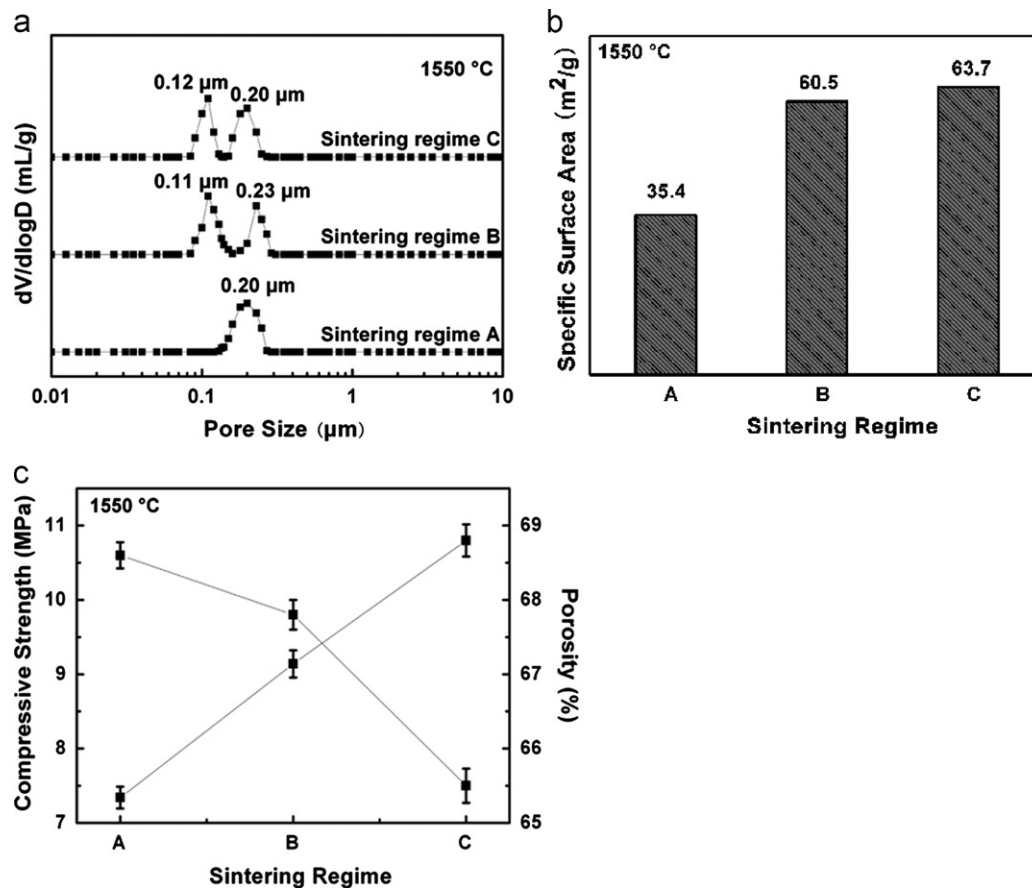 a
1550 °C
0.12 µm
0.20 µm
Sintering regime C
0.11 µm
0.23 µm
Sintering regime B
0.20 µm
Sintering regime A
dV/dlogD (mL/g)
0.01 0.1 1 10
Pore Size (µm)
b
1550 °C
35.4
60.5
63.7
Specific Surface Area (m²/g)
A B C
Sintering Regime
c
1550 °C
Compressive Strength (MPa)
11
10
9
8
7
69
68
67
66
65
Porosity (%)
A B C
Sintering Regime